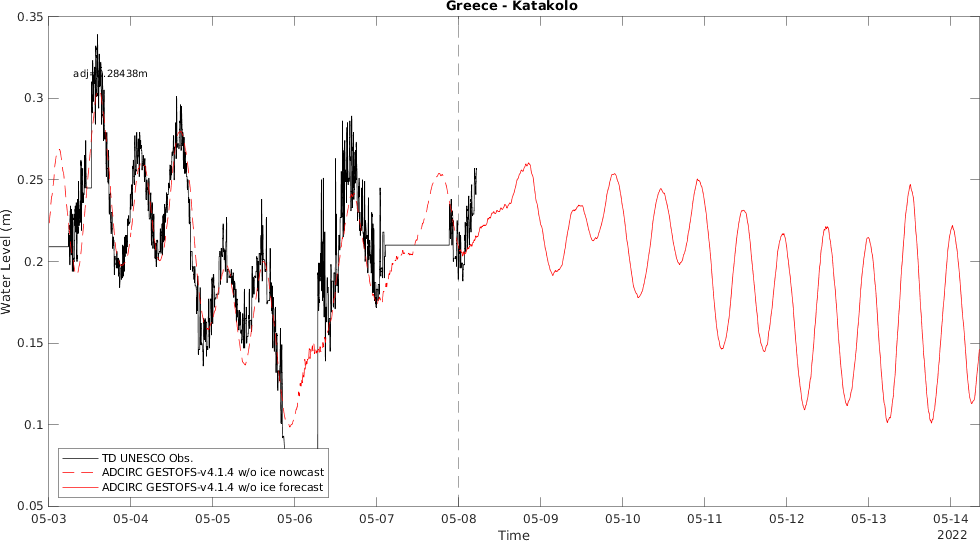 Greece - Katakolo
0.35
0.3
0.25
0.2
0.15
0.1
0.05
Water Level (m)
.28438m
TD UNESCO Obs.
ADCIRC GESTOFS-v4.1.4 w/o ice nowcast
ADCIRC GESTOFS-v4.1.4 w/o ice forecast
05-03 05-04 05-05 05-06 05-07 05-08 05-09 05-10 05-11 05-12 05-13 05-14
Time
2022